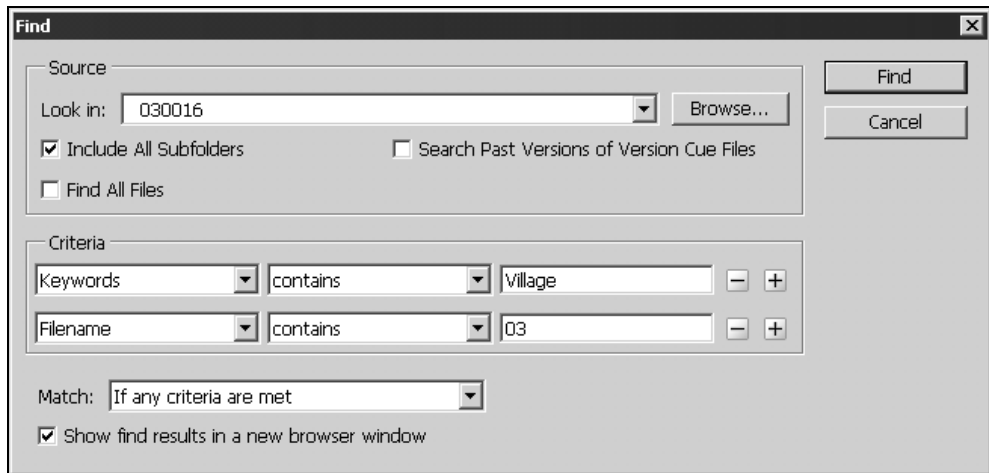 Find
Source
Find
Look in: 030016 Browse...
Cancel
Include All Subfolders Search Past Versions of Version Cue Files
Find All Files
Criteria
Keywords contains Village
Filename contains 03
Match: If any criteria are met
Show find results in a new browser window